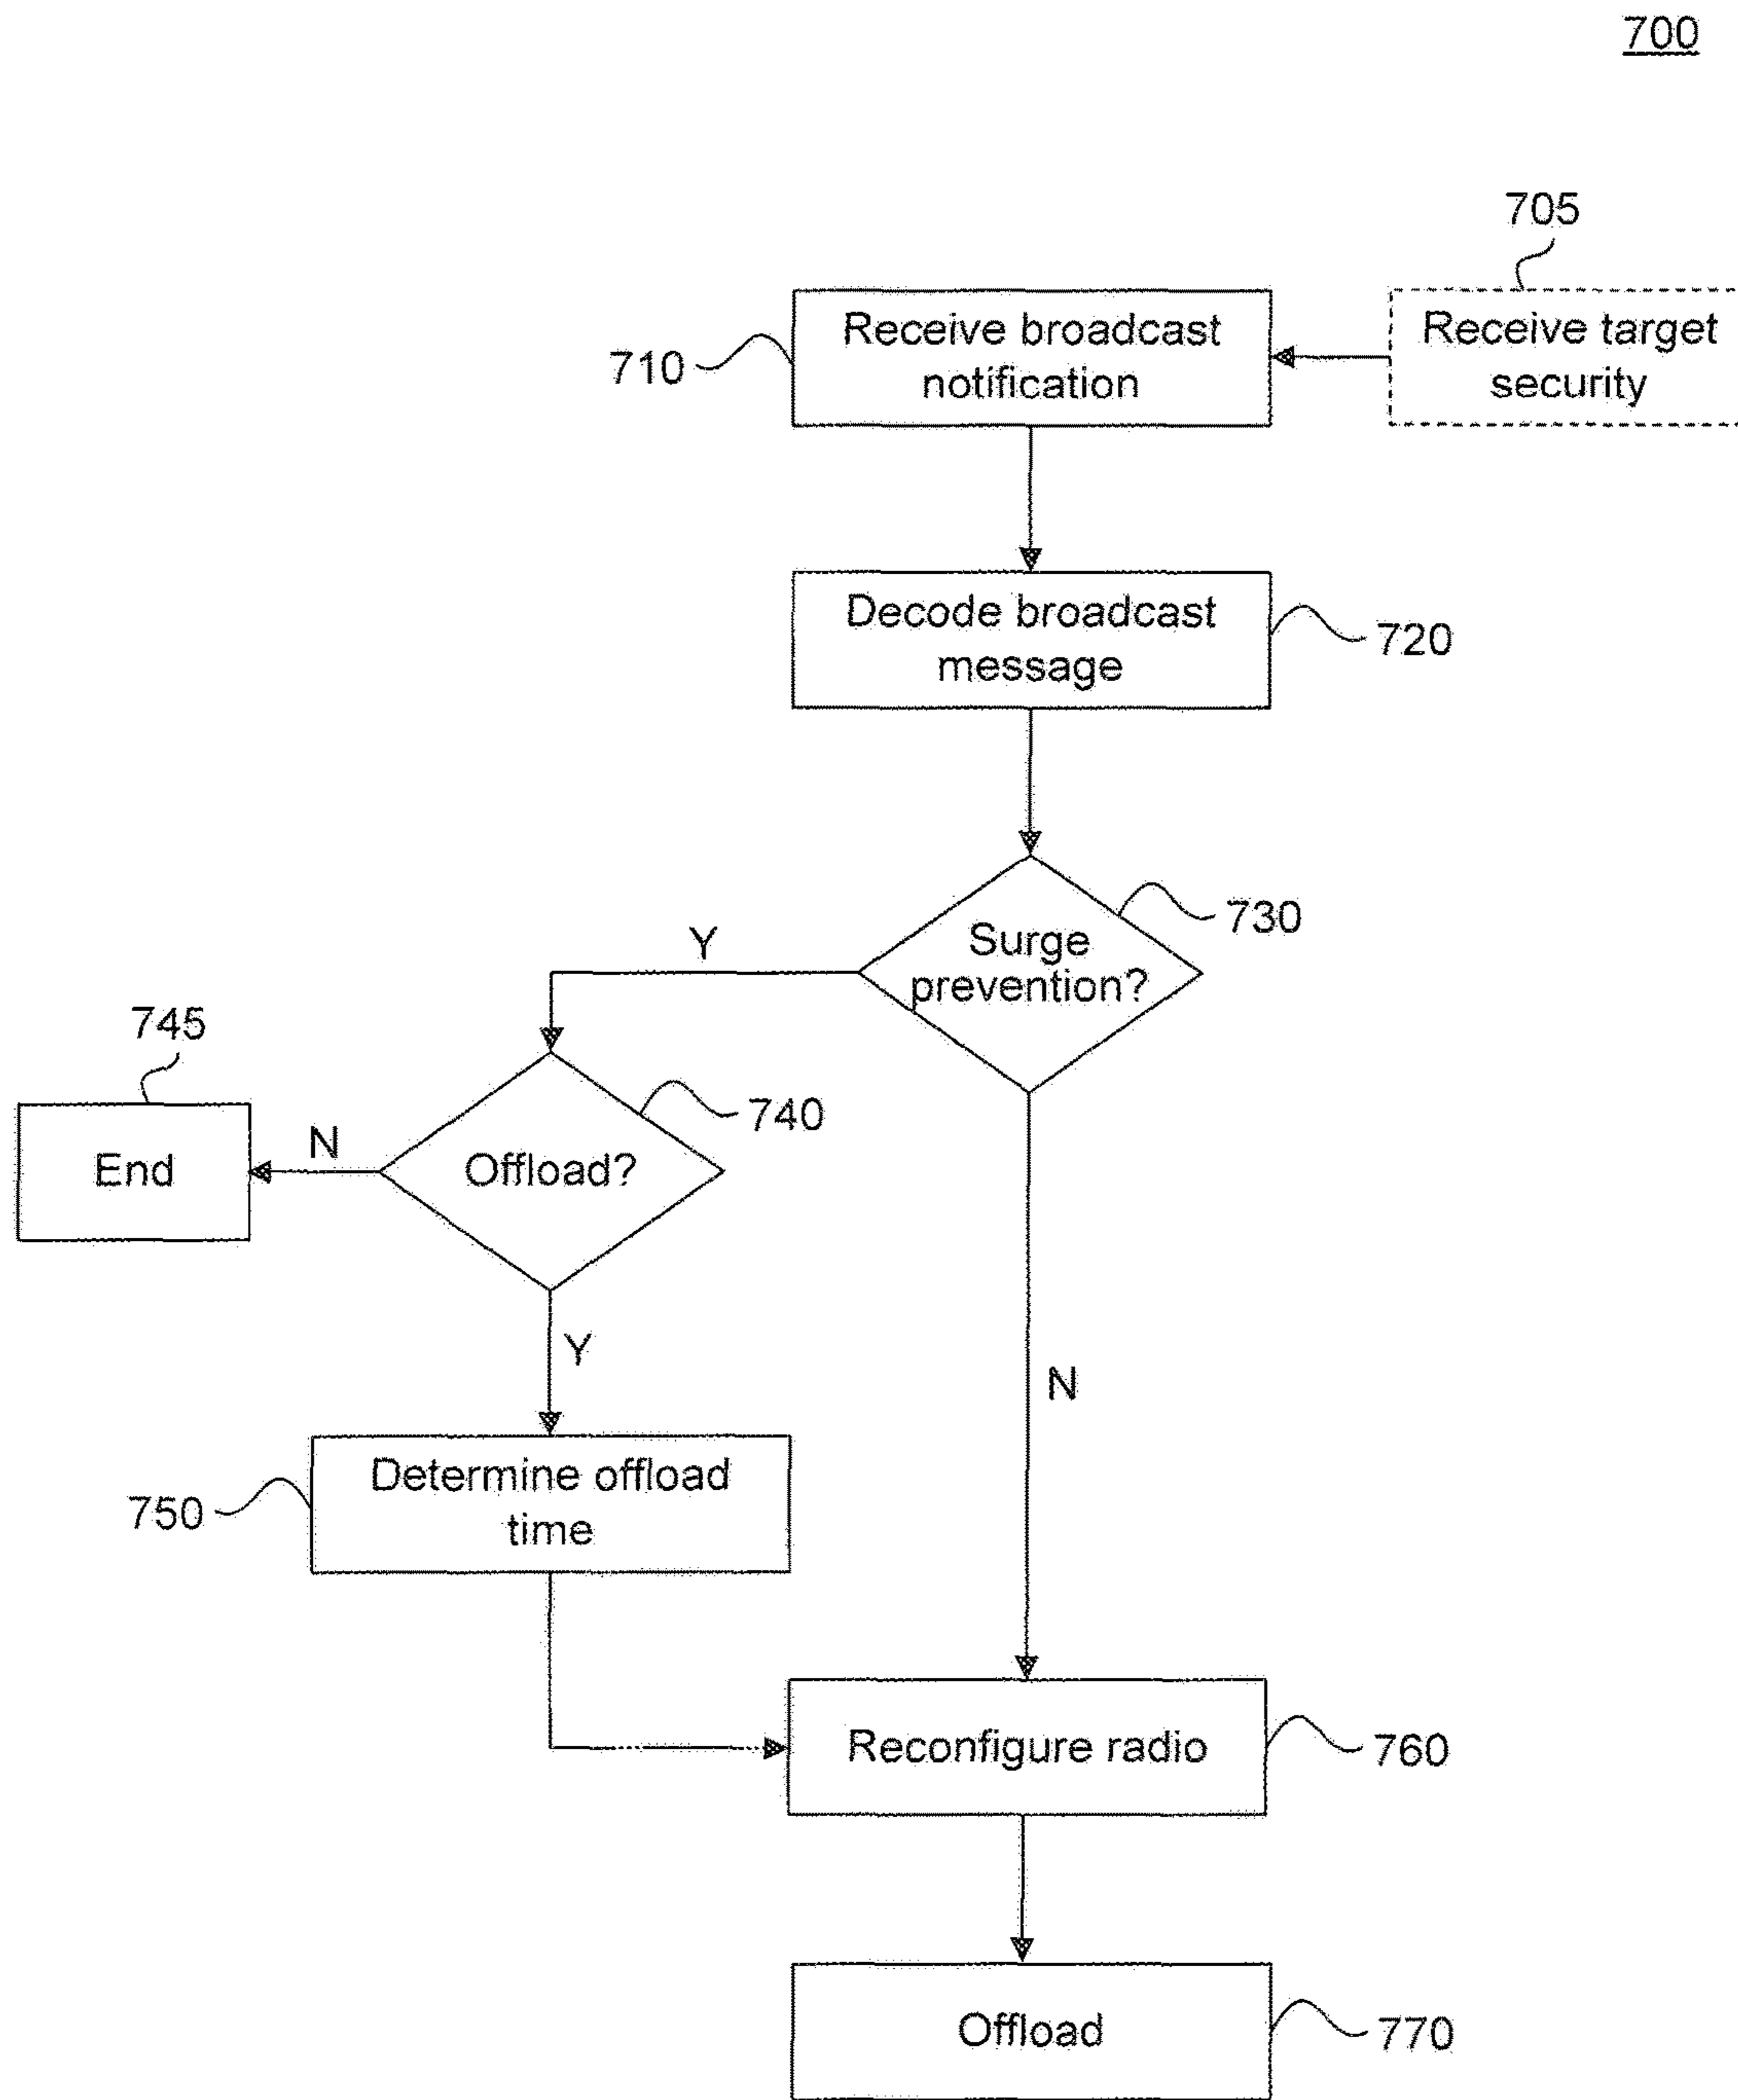 700
705
Receive broadcast
notification
Receive target
security
710
Decode broadcast
message
720
730
Surge
prevention?
Y
745
740
End
N
Offload?
Y
N
Determine offload
time
750
Reconfigure radio
760
Offload
770